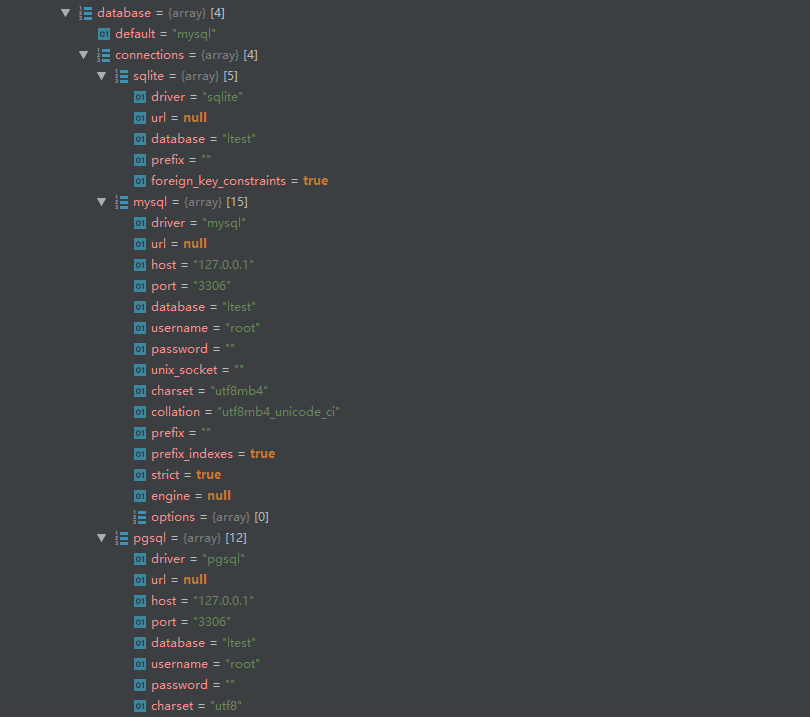 database = {array} [4]
default = "mysql"
connections = {array} [4]
sqlite = {array} [5]
driver = "sqlite"
url = null
database = "ltest"
prefix = ""
foreign_key_constraints = true
mysql = {array} [15]
driver = "mysql"
url = null
host = "127.0.0.1"
port = "3306"
database = "ltest"
username = "root"
password = ""
unix_socket = ""
charset = "utf8mb4"
collation = "utf8mb4_unicode_ci"
prefix = ""
prefix_indexes = true
strict = true
engine = null
options = {array} [0]
pgsql = {array} [12]
driver = "pgsql"
url = null
host = "127.0.0.1"
port = "3306"
database = "ltest"
username = "root"
password = ""
charset = "utf8"